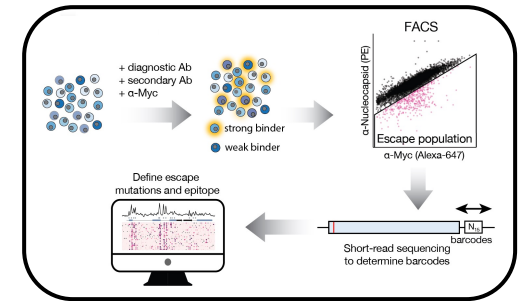 + diagnostic Ab
+ secondary Ab
+ α-Myc
strong binder
weak binder
FACS
α-Nucleocapsid (PE)
Escape population
α-Myc (Alexa-647)
Define escape
mutations and epitope
N₁₅
barcodes
Short-read sequencing
to determine barcodes